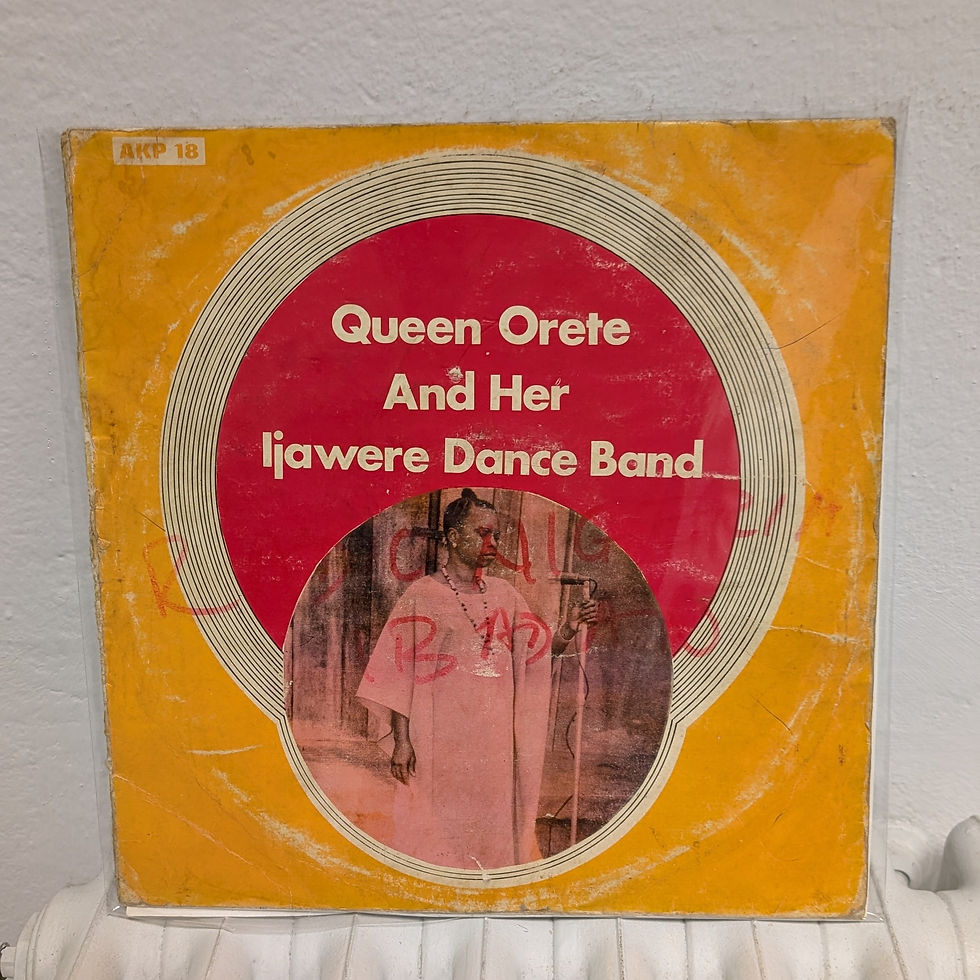 AKP 18
Queen Orete
And Her
Ijawere Dance Band